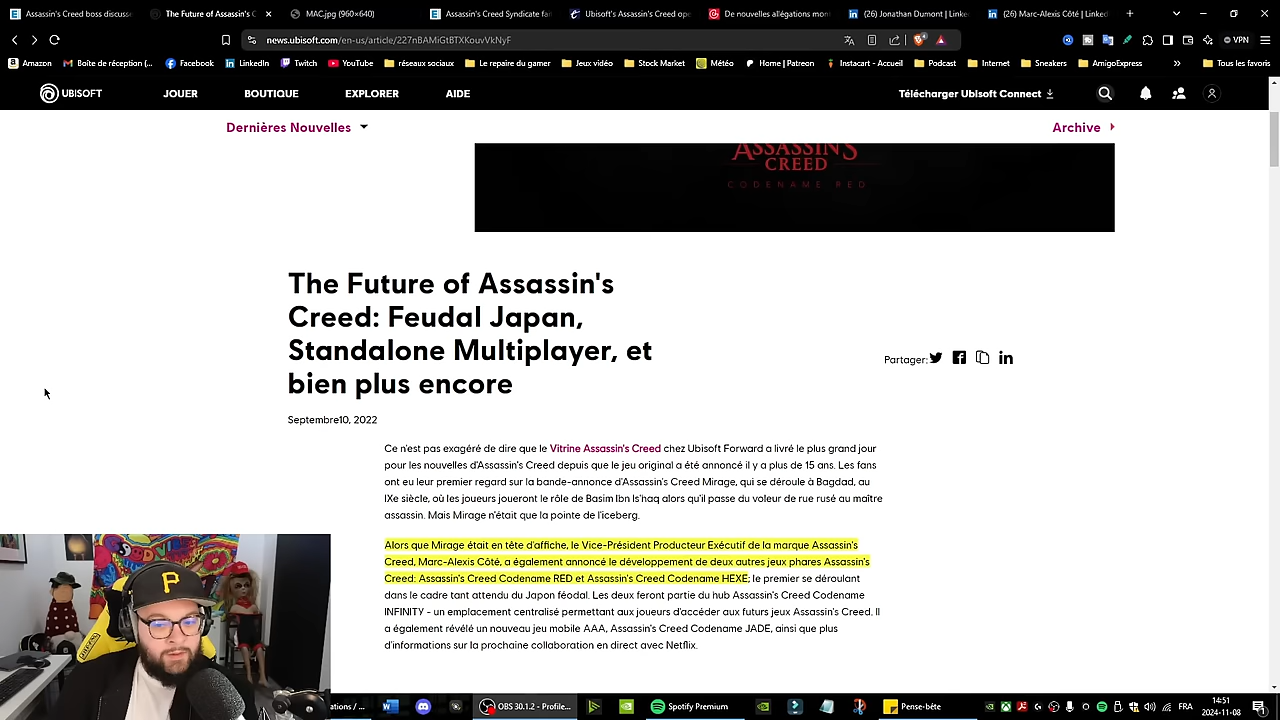 Assassin's Creed boss discuss
The Future of Assassin's C
MAC.jpg (960×640)
Assassin's Creed Syndicate fai
Ubisoft's Assassin's Creed ope
De nouvelles allégations mon
(26) Jonathan Dumont | Linke
(26) Marc-Alexis Côté | Linked
news.ubisoft.com/en-us/article/227nBAMiGtBTXKouvVkNyF
VPN
Amazon
Boîte de réception (...
Facebook
LinkedIn
Twitch
YouTube
réseaux sociaux
Le repaire du gamer
Jeux vidéo
Stock Market
Météo
Home | Patreon
Instacart - Accueil
Podcast
Internet
Sneakers
AmigoExpress
Tous les favoris
UBISOFT
JOUER
BOUTIQUE
EXPLORER
AIDE
Télécharger Ubisoft Connect
Dernières Nouvelles
Archive
ASSASSIN'S
CREED
CODENAME RED
The Future of Assassin's
Creed: Feudal Japan,
Standalone Multiplayer, et
bien plus encore
Partager:
Septembre10, 2022
Ce n'est pas exagéré de dire que le Vitrine Assassin's Creed chez Ubisoft Forward a livré le plus grand jour
pour les nouvelles d'Assassin's Creed depuis que le jeu original a été annoncé il y a plus de 15 ans. Les fans
ont eu leur premier regard sur la bande-annonce d'Assassin's Creed Mirage, qui se déroule à Bagdad, au
IXe siècle, où les joueurs joueront le rôle de Basim Ibn Is'haq alors qu'il passe du voleur de rue rusé au maître
assassin. Mais Mirage n'était que la pointe de l'iceberg.
Alors que Mirage était en tête d'affiche, le Vice-Président Producteur Exécutif de la marque Assassin's
Creed, Marc-Alexis Côté, a également annoncé le développement de deux autres jeux phares Assassin's
Creed: Assassin's Creed Codename RED et Assassin's Creed Codename HEXE; le premier se déroulant
dans le cadre tant attendu du Japon féodal. Les deux feront partie du hub Assassin's Creed Codename
INFINITY - un emplacement centralisé permettant aux joueurs d'accéder aux futurs jeux Assassin's Creed. Il
a également révélé un nouveau jeu mobile AAA, Assassin's Creed Codename JADE, ainsi que plus
d'informations sur la prochaine collaboration en direct avec Netflix.
P
ations / ...
OBS 30.1.2 - Profile...
Spotify Premium
Pense-bête
FRA
14:51
2024-11-08